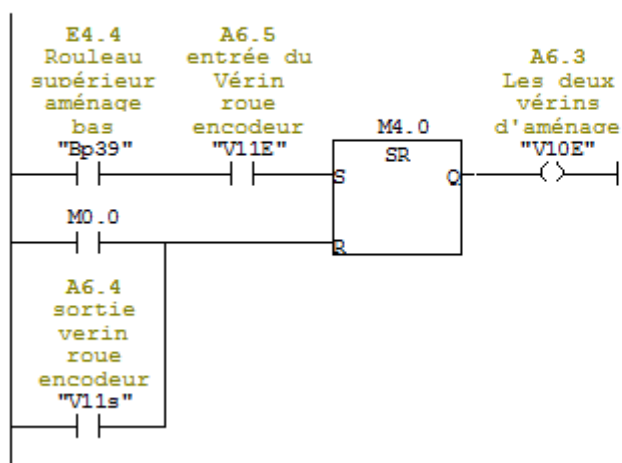 E4.4
Rouleau
supérieur
aménage
bas
"Bp39"
A6.5
entrée du
Vérin
roue
encodeur
"V11E"
M4.0
SR
S
Q
R
A6.3
Les deux
vérins
d'aménage
"V10E"
M0.0
A6.4
sortie
verin
roue
encodeur
"V11s"